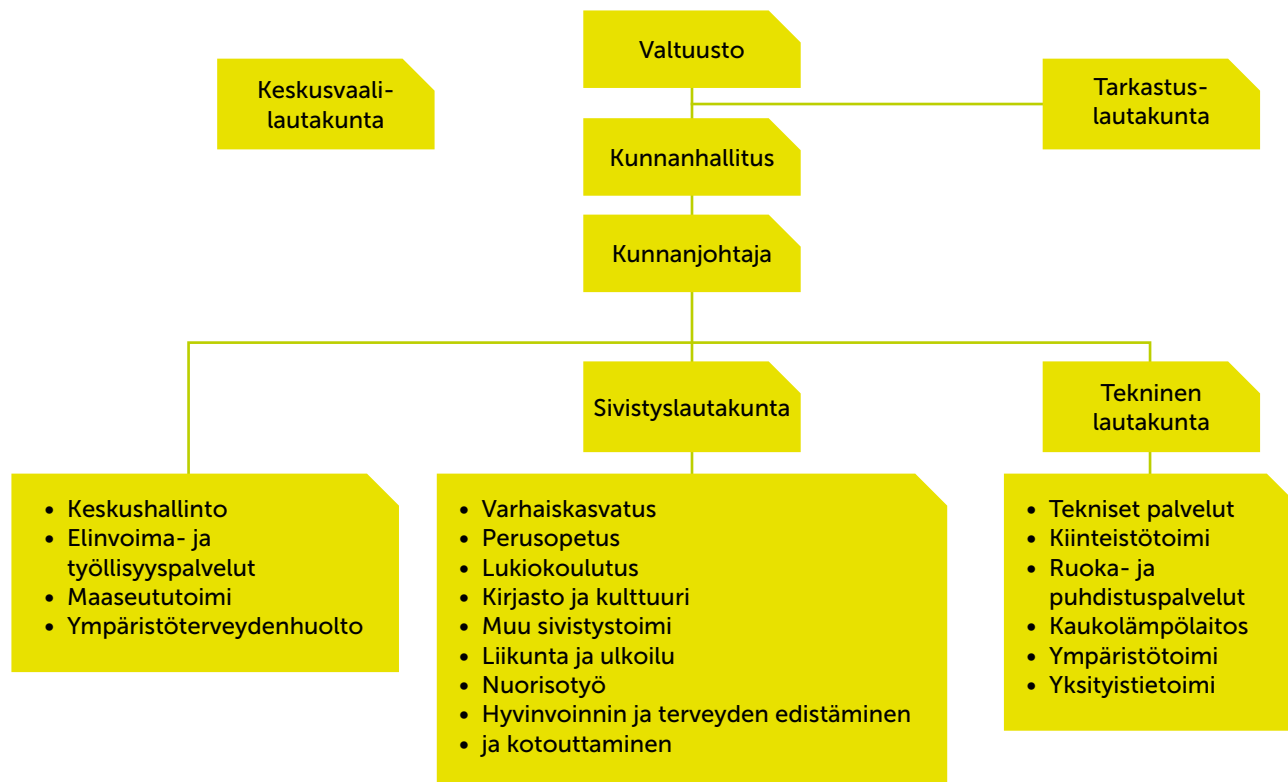 Valtuusto
Keskusvaali-
lautakunta
Tarkastus-
lautakunta
Kunnanhallitus
Kunnanjohtaja
Sivistyslautakunta
Tekninen
lautakunta
• Keskushallinto
• Elinvoima- ja
työllisyyspalvelut
• Maaseututoimi
• Ympäristöterveydenhuolto
• Varhaiskasvatus
• Perusopetus
• Lukiokoulutus
• Kirjasto ja kulttuuri
• Muu sivistystoimi
• Liikunta ja ulkoilu
• Nuorisotyö
• Hyvinvoinnin ja terveyden edistäminen
• ja kotouttaminen
• Tekniset palvelut
• Kiinteistötoimi
• Ruoka- ja
puhdistuspalvelut
• Kaukolämpölaitos
• Ympäristötoimi
• Yksityistietoimi